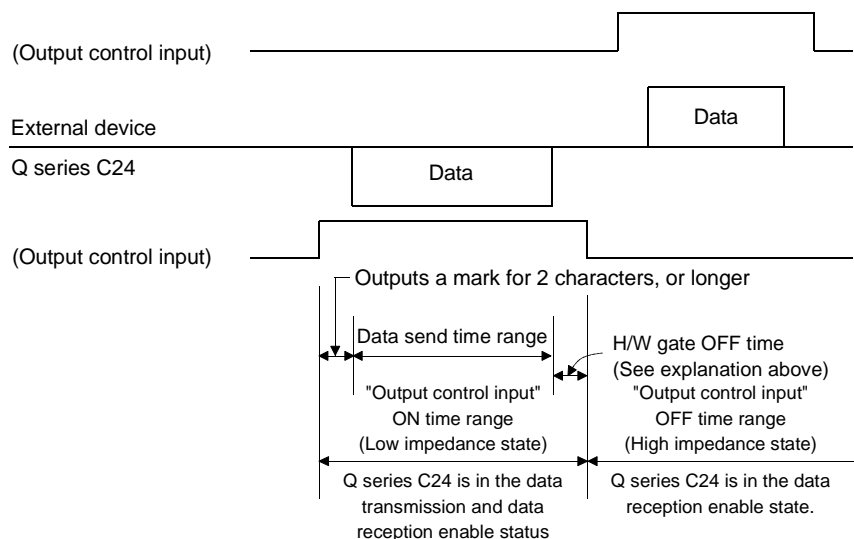 (Output control input)
External device
Data
Q series C24
Data
(Output control input)
Outputs a mark for 2 characters, or longer
Data send time range
H/W gate OFF time
(See explanation above)
"Output control input"
ON time range
(Low impedance state)
"Output control input"
OFF time range
(High impedance state)
Q series C24 is in the data
transmission and data
reception enable status
Q series C24 is in the data
reception enable state.